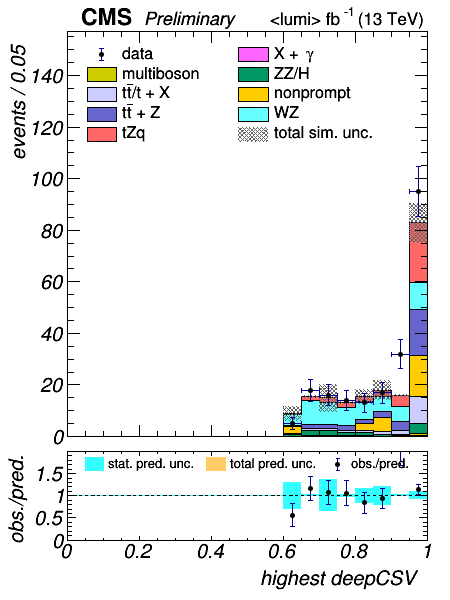 CMS Preliminary <lumi> fb⁻¹ (13 TeV)
data
multiboson
tt̄/t + X
tt̄ + Z
tZq
X + γ
ZZ/H
nonprompt
WZ
total sim. unc.
events / 0.05
140
120
100
80
60
40
20
0
stat. pred. unc. total pred. unc. obs./pred.
obs./pred.
1.5
1
0.5
0
0 0.2 0.4 0.6 0.8 1
highest deepCSV